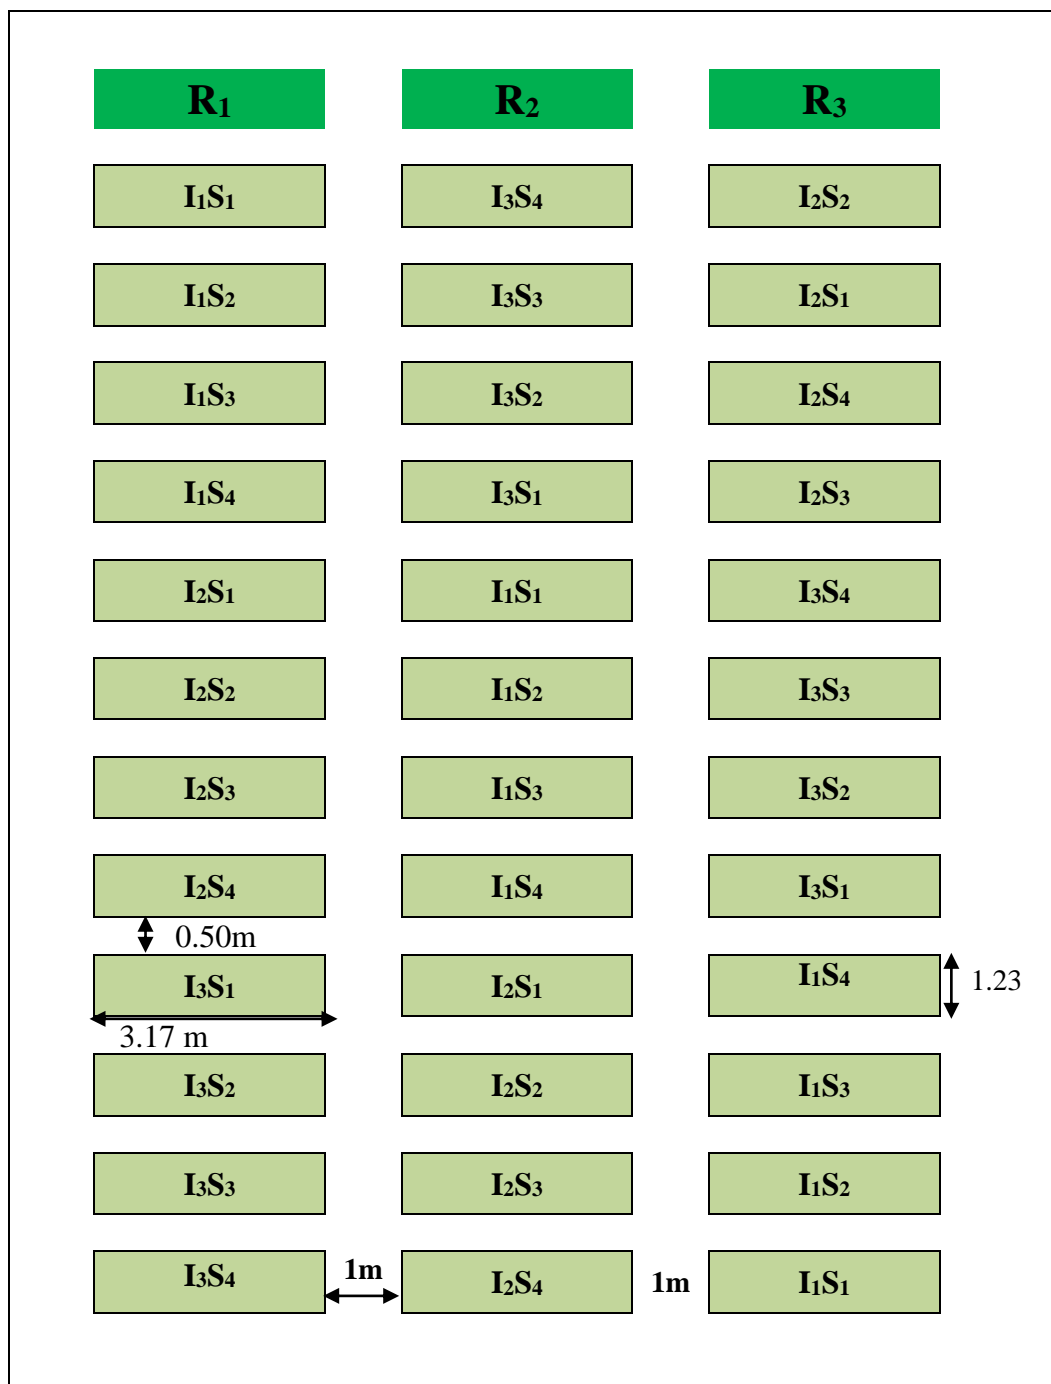 R₁ R₂ R₃
I₁S₁ I₃S₄ I₂S₂
I₁S₂ I₃S₃ I₂S₁
I₁S₃ I₃S₂ I₂S₄
I₁S₄ I₃S₁ I₂S₃
I₂S₁ I₁S₁ I₃S₄
I₂S₂ I₁S₂ I₃S₃
I₂S₃ I₁S₃ I₃S₂
I₂S₄ I₁S₄ I₃S₁
0.50m
I₃S₁ I₂S₁ I₁S₄ 1.23
3.17 m
I₃S₂ I₂S₂ I₁S₃
I₃S₃ I₂S₃ I₁S₂
I₃S₄ 1m I₂S₄ 1m I₁S₁